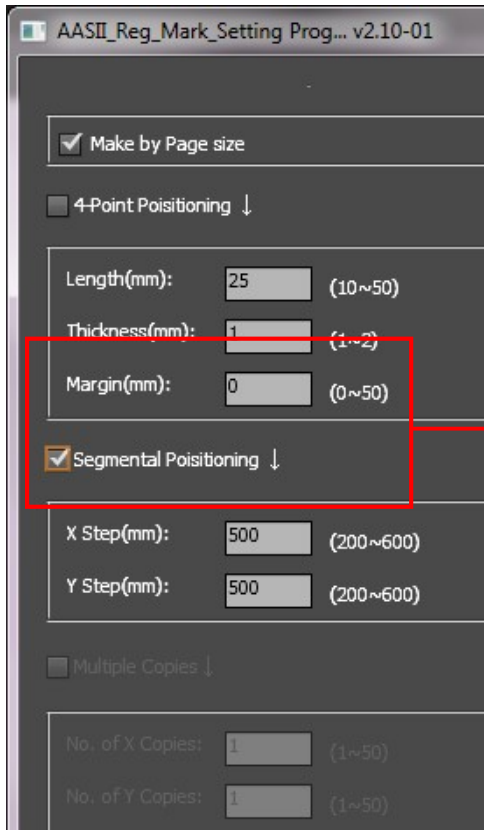 AASII_Reg_Mark_Setting Prog... v2.10-01
Make by Page size
4-Point Poisitioning ↓
Length(mm): 25 (10~50)
Thickness(mm): 1 (1~2)
Margin(mm): 0 (0~50)
Segmental Poisitioning ↓
X Step(mm): 500 (200~600)
Y Step(mm): 500 (200~600)
Multiple Copies ↓
No. of X Copies: 1 (1~50)
No. of Y Copies: 1 (1~50)